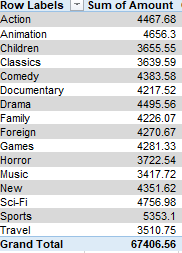 Row Labels Sum of Amount
Action 4467.68
Animation 4656.3
Children 3655.55
Classics 3639.59
Comedy 4383.58
Documentary 4217.52
Drama 4495.56
Family 4226.07
Foreign 4270.67
Games 4281.33
Horror 3722.54
Music 3417.72
New 4351.62
Sci-Fi 4756.98
Sports 5353.1
Travel 3510.75
Grand Total 67406.56